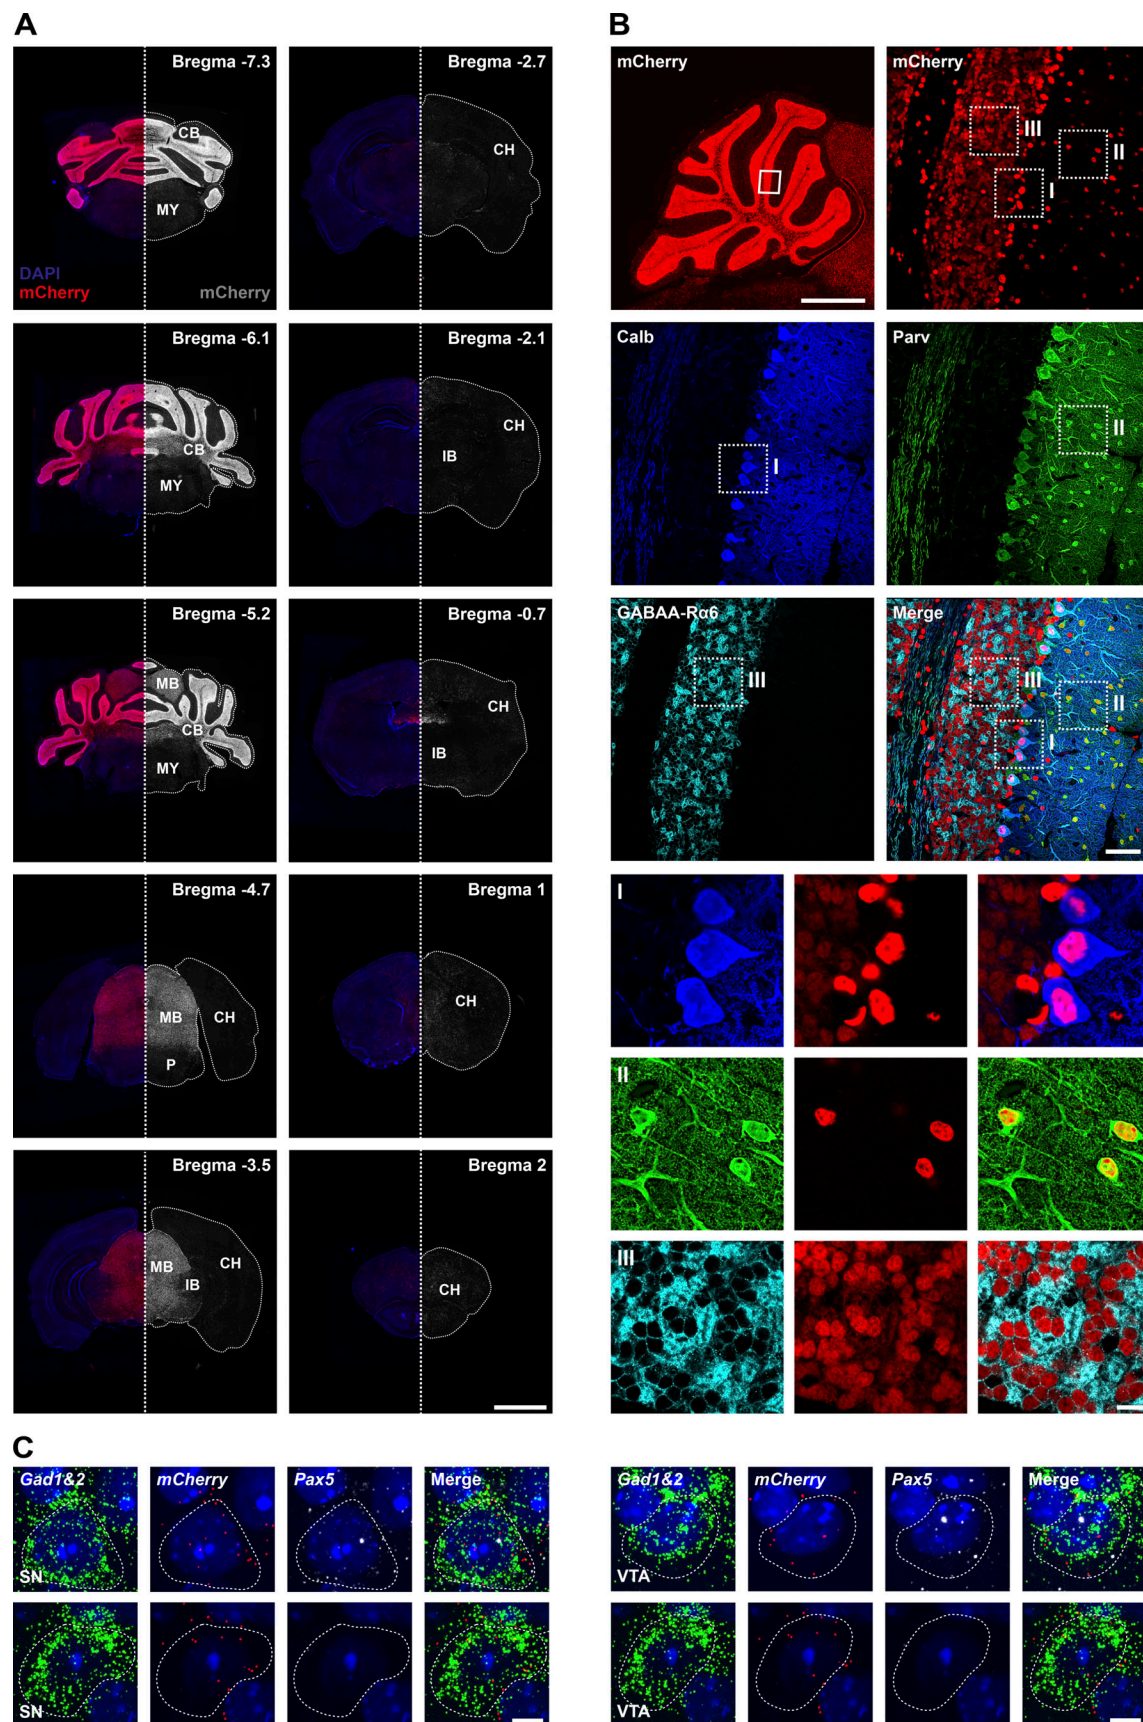 A
Bregma -7.3
CB
MY
DAPI
mCherry
mCherry
Bregma -2.7
CH
Bregma -6.1
CB
MY
Bregma -2.1
CH
IB
Bregma -5.2
MB
CB
MY
Bregma -0.7
CH
IB
Bregma -4.7
MB
CH
P
Bregma 1
CH
Bregma -3.5
MB
IB
CH
Bregma 2
CH
B
mCherry
mCherry
III
II
I
Calb
I
Parv
II
GABAA-Rα6
III
Merge
III
II
I
I
II
III
C
Gad1&2
mCherry
Pax5
Merge
SN
SN
Gad1&2
mCherry
Pax5
Merge
VTA
VTA